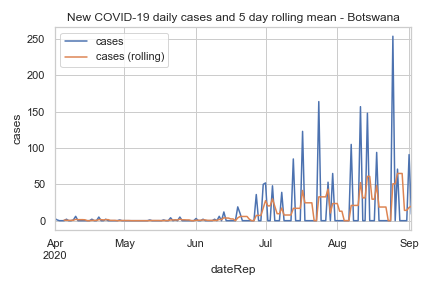 New COVID-19 daily cases and 5 day rolling mean - Botswana
cases
cases (rolling)
250
200
150
100
50
0
cases
Apr May Jun Jul Aug Sep
2020
dateRep